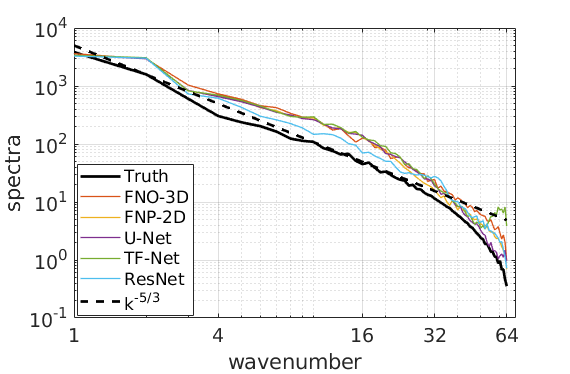 10^4
10^3
10^2
10^1
10^0
10^-1
spectra
Truth
FNO-3D
FNP-2D
U-Net
TF-Net
ResNet
k^-5/3
1 4 16 32 64
wavenumber